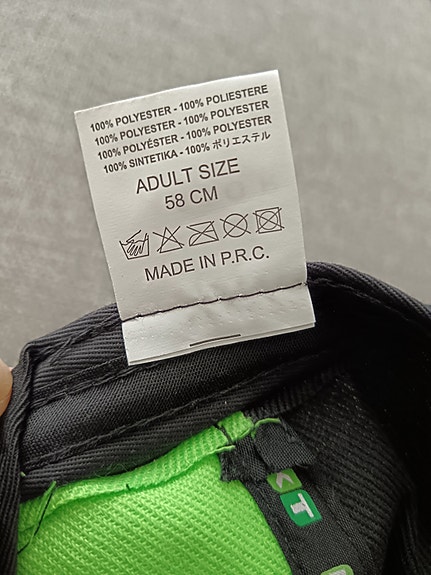 100% POLYESTER - 100% POLIESTERE
100% POLYESTER - 100% POLYESTER
100% POLYÉSTER - 100% POLYESTER
100% SINTETIKA - 100% ポリエステル
ADULT SIZE
58 CM
MADE IN P.R.C.
T